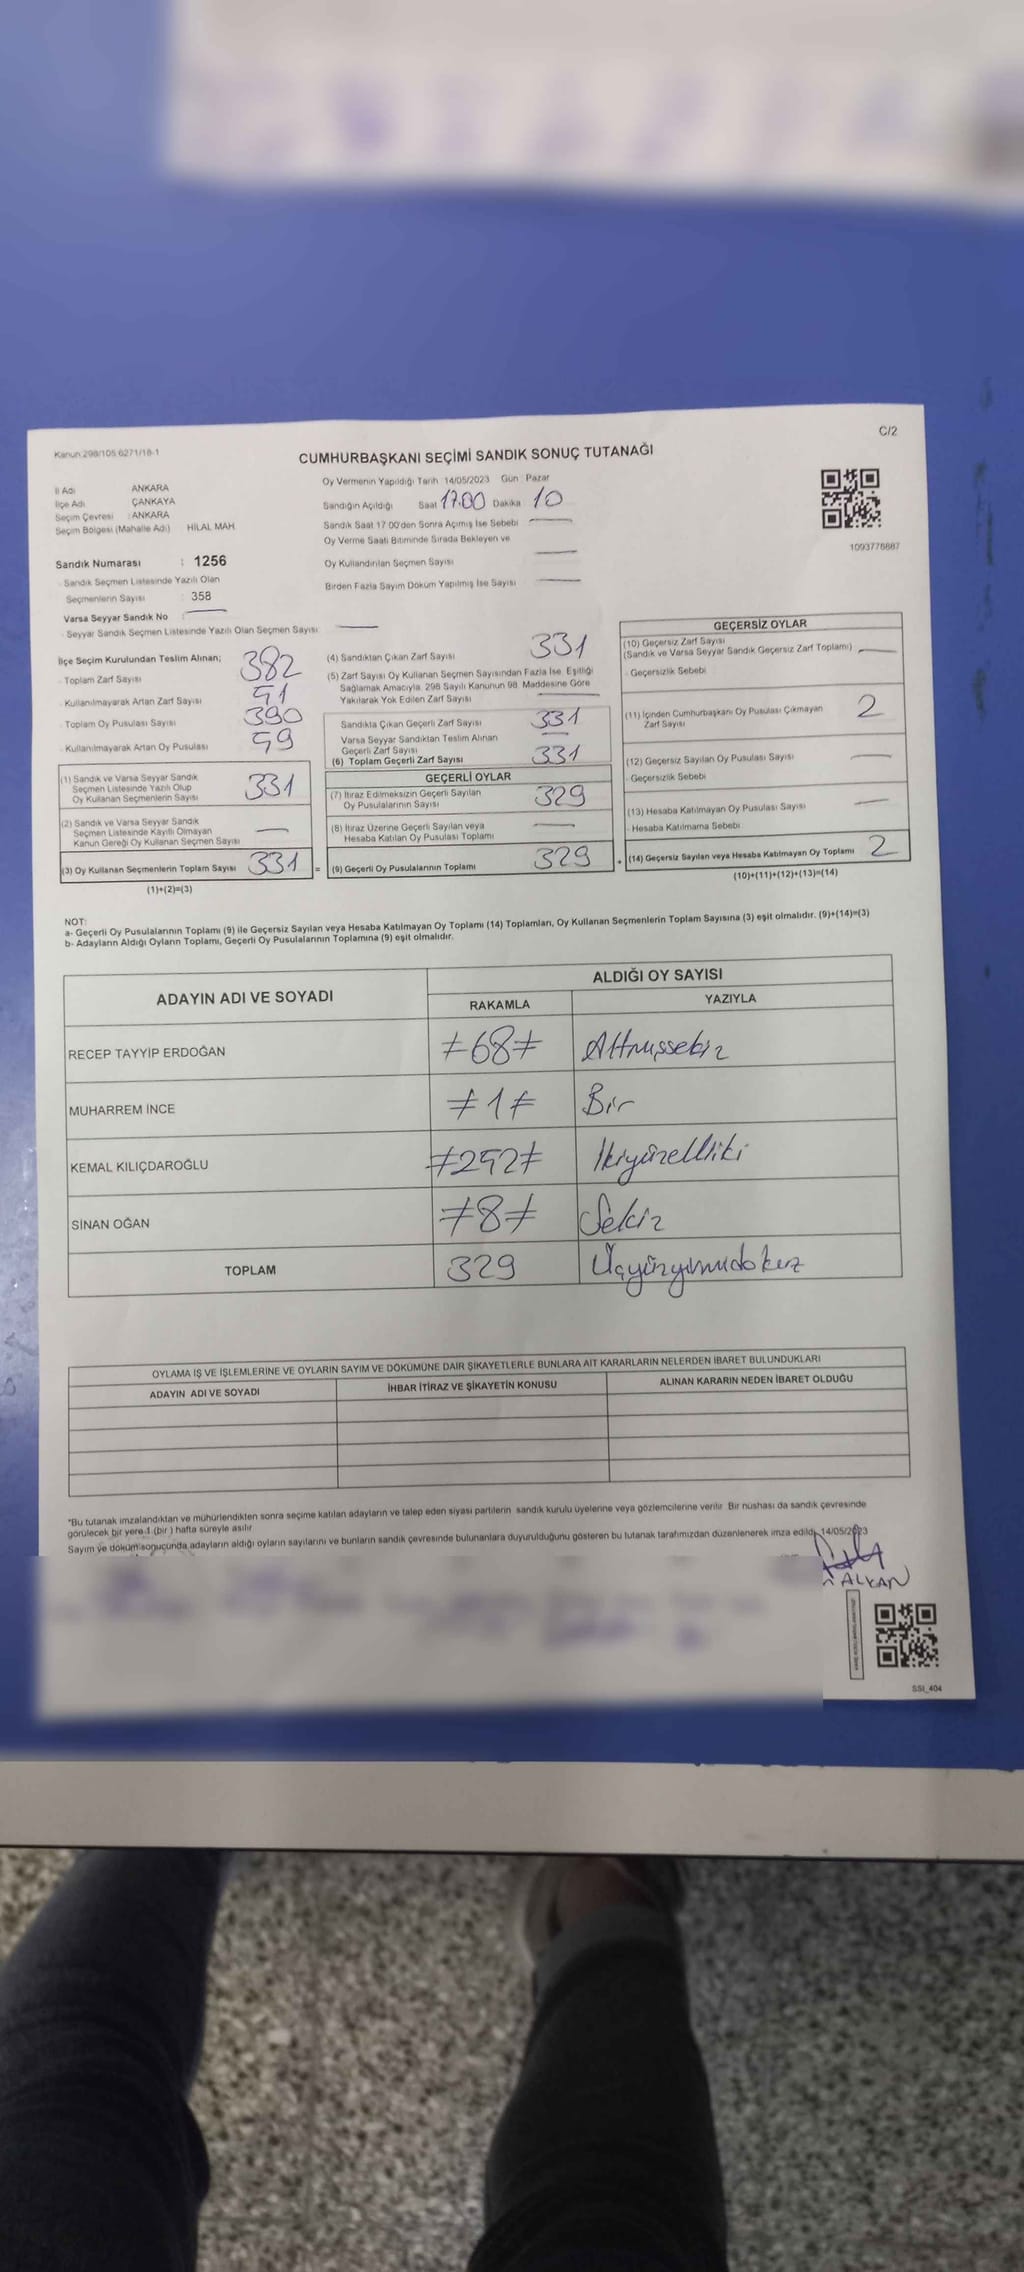 C/2
Kanun:298/105 6271/18-1
CUMHURBAŞKANI SEÇİMİ SANDIK SONUÇ TUTANAĞI
İl Adı ANKARA
İlçe Adı ÇANKAYA
Seçim Çevresi : ANKARA
Seçim Bölgesi (Mahalle Adı) HİLAL MAH.
Sandık Numarası : 1256
Sandık Seçmen Listesinde Yazılı Olan
Seçmenlerin Sayısı : 358
Varsa Seyyar Sandık No
Seyyar Sandık Seçmen Listesinde Yazılı Olan Seçmen Sayısı:
Oy Vermenin Yapıldığı Tarih 14/05/2023 Gün Pazar
Sandığın Açıldığı Saat 17.00 Dakika 10
Sandık Saat 17.00'den Sonra Açımış İse Sebebi
Oy Verme Saati Bitiminde Sırada Bekleyen ve
Oy Kullandırılan Seçmen Sayısı
Birden Fazla Sayım Döküm Yapılmış İse Sayısı
1093776887
İlçe Seçim Kurulundan Teslim Alınan;
Toplam Zarf Sayısı 382
Kullanılmayarak Artan Zarf Sayısı 51
Toplam Oy Pusulası Sayısı 390
Kullanılmayarak Artan Oy Pusulası 59
(1) Sandık ve Varsa Seyyar Sandık
Seçmen Listesinde Yazılı Olup
Oy Kullanan Seçmenlerin Sayısı 331
(2) Sandık ve Varsa Seyyar Sandık
Seçmen Listesinde Kayıtlı Olmayan
Kanun Gereği Oy Kullanan Seçmen Sayısı
(3) Oy Kullanan Seçmenlerin Toplam Sayısı 331 =
(1)+(2)=(3)
(4) Sandıktan Çıkan Zarf Sayısı 331
(5) Zarf Sayısı Oy Kullanan Seçmen Sayısından Fazla İse, Eşitliği
Sağlamak Amacıyla, 298 Sayılı Kanunun 98. Maddesine Göre
Yakılarak Yok Edilen Zarf Sayısı
Sandıkta Çıkan Geçerli Zarf Sayısı 331
Varsa Seyyar Sandıktan Teslim Alınan
Geçerli Zarf Sayısı
(6) Toplam Geçerli Zarf Sayısı 331
GEÇERLİ OYLAR
(7) İtiraz Edilmeksizin Geçerli Sayılan
Oy Pusulalarının Sayısı 329
(8) İtiraz Üzerine Geçerli Sayılan veya
Hesaba Katılan Oy Pusulası Toplamı
(9) Geçerli Oy Pusulalarının Toplamı 329 +
GEÇERSİZ OYLAR
(10) Geçersiz Zarf Sayısı
(Sandık ve Varsa Seyyar Sandık Geçersiz Zarf Toplamı)
Geçersizlik Sebebi
(11) İçinden Cumhurbaşkanı Oy Pusulası Çıkmayan
Zarf Sayısı 2
(12) Geçersiz Sayılan Oy Pusulası Sayısı
Geçersizlik Sebebi
(13) Hesaba Katılmayan Oy Pusulası Sayısı
Hesaba Katılmama Sebebi
(14) Geçersiz Sayılan veya Hesaba Katılmayan Oy Toplamı 2
(10)+(11)+(12)+(13)=(14)
NOT:
a- Geçerli Oy Pusulalarının Toplamı (9) ile Geçersiz Sayılan veya Hesaba Katılmayan Oy Toplamı (14) Toplamları, Oy Kullanan Seçmenlerin Toplam Sayısına (3) eşit olmalıdır. (9)+(14)=(3)
b- Adayların Aldığı Oyların Toplamı, Geçerli Oy Pusulalarının Toplamına (9) eşit olmalıdır.
ADAYIN ADI VE SOYADI ALDIĞI OY SAYISI
RAKAMLA YAZIYLA
RECEP TAYYİP ERDOĞAN ≠68≠ Altmışsekiz
MUHARREM İNCE ≠1≠ Bir
KEMAL KILIÇDAROĞLU ≠252≠ İkiyüzelliiki
SİNAN OĞAN ≠8≠ Sekiz
TOPLAM 329 Üçyüzyirmidokuz
OYLAMA İŞ VE İŞLEMLERİNE VE OYLARIN SAYIM VE DÖKÜMÜNE DAİR ŞİKAYETLERLE BUNLARA AİT KARARLARIN NELERDEN İBARET BULUNDUKLARI
ADAYIN ADI VE SOYADI İHBAR İTİRAZ VE ŞİKAYETİN KONUSU ALINAN KARARIN NEDEN İBARET OLDUĞU
*Bu tutanak imzalandıktan ve mühürlendikten sonra seçime katılan adayların ve talep eden siyasi partilerin sandık kurulu üyelerine veya gözlemcilerine verilir. Bir nüshası da sandık çevresinde
görülecek bir yere 1 (bir ) hafta süreyle asılır.
Sayım ve döküm sonucunda adayların aldığı oyların sayılarını ve bunların sandık çevresinde bulunanlara duyurulduğunu gösteren bu tutanak tarafımızdan düzenlenerek imza edildi. 14/05/2023
ALKAN
SSI_404